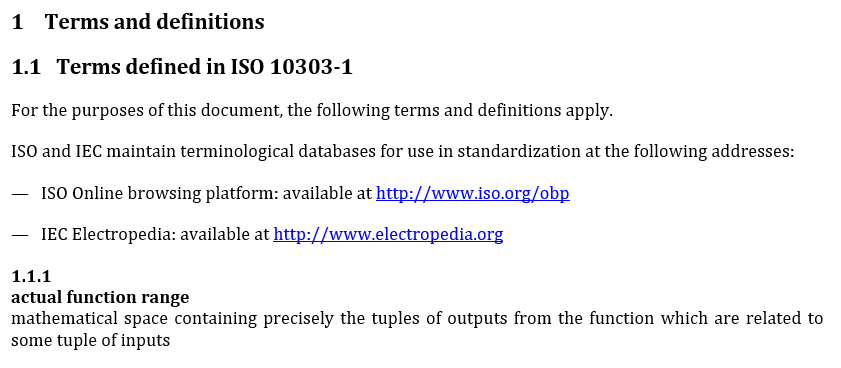 1 Terms and definitions
1.1 Terms defined in ISO 10303-1
For the purposes of this document, the following terms and definitions apply.
ISO and IEC maintain terminological databases for use in standardization at the following addresses:
— ISO Online browsing platform: available at http://www.iso.org/obp
— IEC Electropedia: available at http://www.electropedia.org
1.1.1
actual function range
mathematical space containing precisely the tuples of outputs from the function which are related to
some tuple of inputs